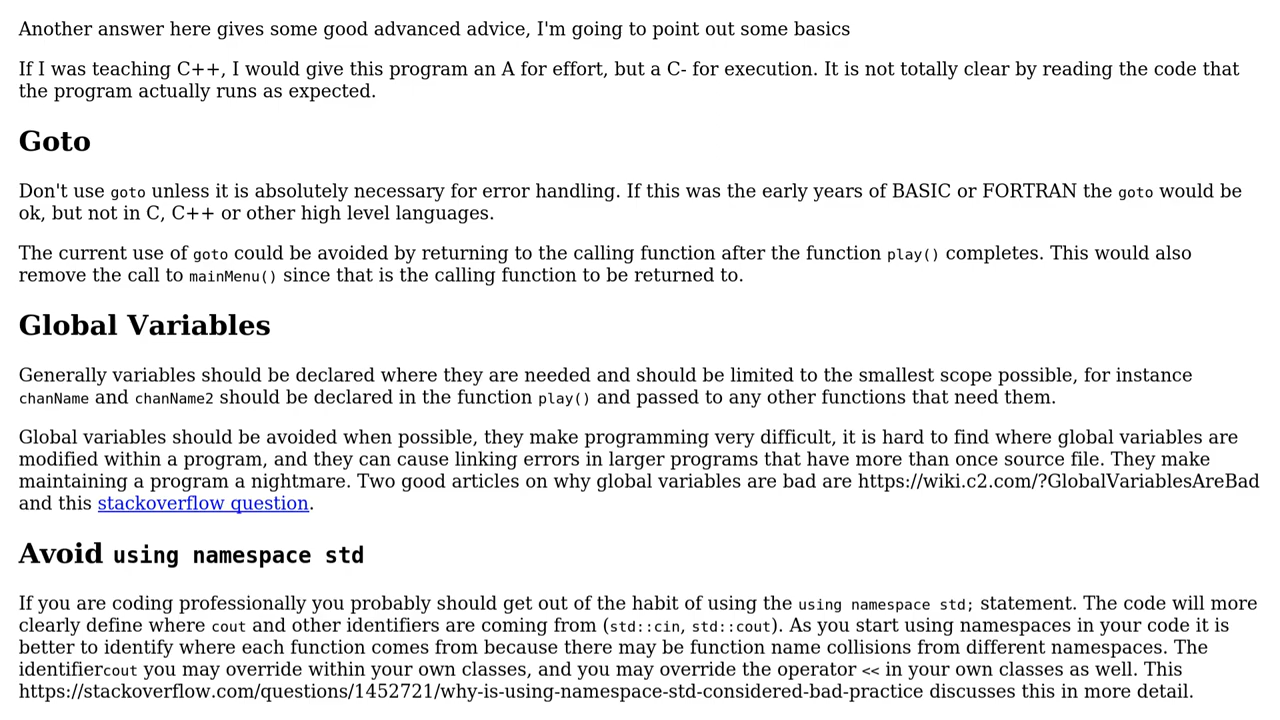 Another answer here gives some good advanced advice, I'm going to point out some basics
If I was teaching C++, I would give this program an A for effort, but a C- for execution. It is not totally clear by reading the code that
the program actually runs as expected.
Goto
Don't use goto unless it is absolutely necessary for error handling. If this was the early years of BASIC or FORTRAN the goto would be
ok, but not in C, C++ or other high level languages.
The current use of goto could be avoided by returning to the calling function after the function play() completes. This would also
remove the call to mainMenu() since that is the calling function to be returned to.
Global Variables
Generally variables should be declared where they are needed and should be limited to the smallest scope possible, for instance
chanName and chanName2 should be declared in the function play() and passed to any other functions that need them.
Global variables should be avoided when possible, they make programming very difficult, it is hard to find where global variables are
modified within a program, and they can cause linking errors in larger programs that have more than once source file. They make
maintaining a program a nightmare. Two good articles on why global variables are bad are https://wiki.c2.com/?GlobalVariablesAreBad
and this stackoverflow question.
Avoid using namespace std
If you are coding professionally you probably should get out of the habit of using the using namespace std; statement. The code will more
clearly define where cout and other identifiers are coming from (std::cin, std::cout). As you start using namespaces in your code it is
better to identify where each function comes from because there may be function name collisions from different namespaces. The
identifiercout you may override within your own classes, and you may override the operator << in your own classes as well. This
https://stackoverflow.com/questions/1452721/why-is-using-namespace-std-considered-bad-practice discusses this in more detail.